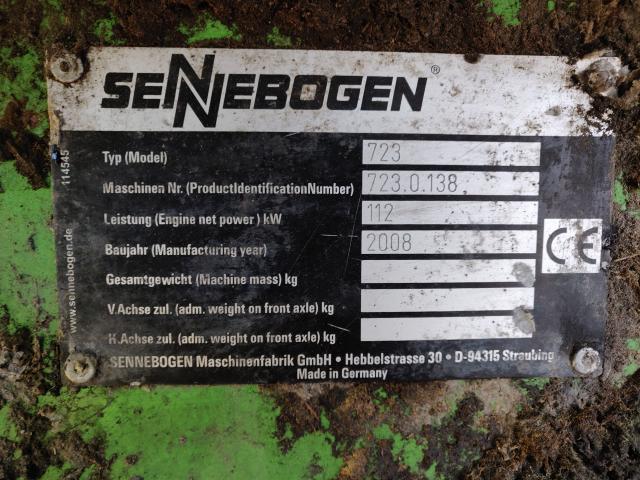 SENNEBOGEN®
Typ (Model) 723
Maschinen Nr. (ProductIdentificationNumber) 723.0.138
Leistung (Engine net power) kW 112
Baujahr (Manufacturing year) 2008
Gesamtgewicht (Machine mass) kg
V.Achse zul. (adm. weight on front axle) kg
H.Achse zul. (adm. weight on front axle) kg
SENNEBOGEN Maschinenfabrik GmbH • Hebbelstrasse 30 • D-94315 Straubing
Made in Germany
CE
114545
www.sennebogen.de